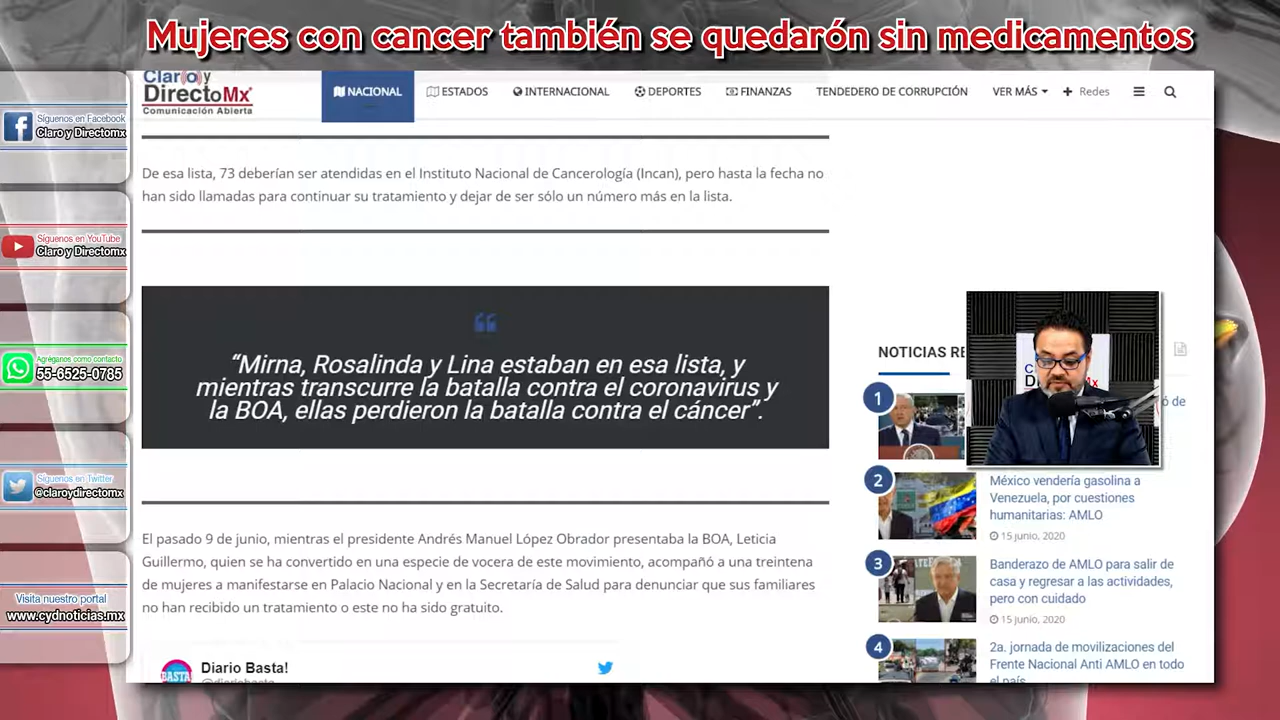 Mujeres con cancer también se quedarón sin medicamentos
Claro y
DirectoMx
Comunicación Abierta
NACIONAL
ESTADOS
INTERNACIONAL
DEPORTES
FINANZAS
TENDEDERO DE CORRUPCIÓN
VER MÁS
Redes
Síguenos en Facebook
Claro y Directomx
Síguenos en YouTube
Claro y Directomx
Agréganos como contacto
55-6525-0785
Síguenos en Twitter
@claroydirectomx
Visita nuestro portal
www.cydnoticias.mx
De esa lista, 73 deberían ser atendidas en el Instituto Nacional de Cancerología (Incan), pero hasta la fecha no
han sido llamadas para continuar su tratamiento y dejar de ser sólo un número más en la lista.
“Mirna, Rosalinda y Lina estaban en esa lista, y
mientras transcurre la batalla contra el coronavirus y
la BOA, ellas perdieron la batalla contra el cáncer”.
El pasado 9 de junio, mientras el presidente Andrés Manuel López Obrador presentaba la BOA, Leticia
Guillermo, quien se ha convertido en una especie de vocera de este movimiento, acompañó a una treintena
de mujeres a manifestarse en Palacio Nacional y en la Secretaría de Salud para denunciar que sus familiares
no han recibido un tratamiento o este no ha sido gratuito.
BASTA
Diario Basta!
@diariobasta
NOTICIAS RE
1
ó de
2
México vendería gasolina a
Venezuela, por cuestiones
humanitarias: AMLO
15 junio, 2020
3
Banderazo de AMLO para salir de
casa y regresar a las actividades,
pero con cuidado
15 junio, 2020
4
2a. jornada de movilizaciones del
Frente Nacional Anti AMLO en todo
el país